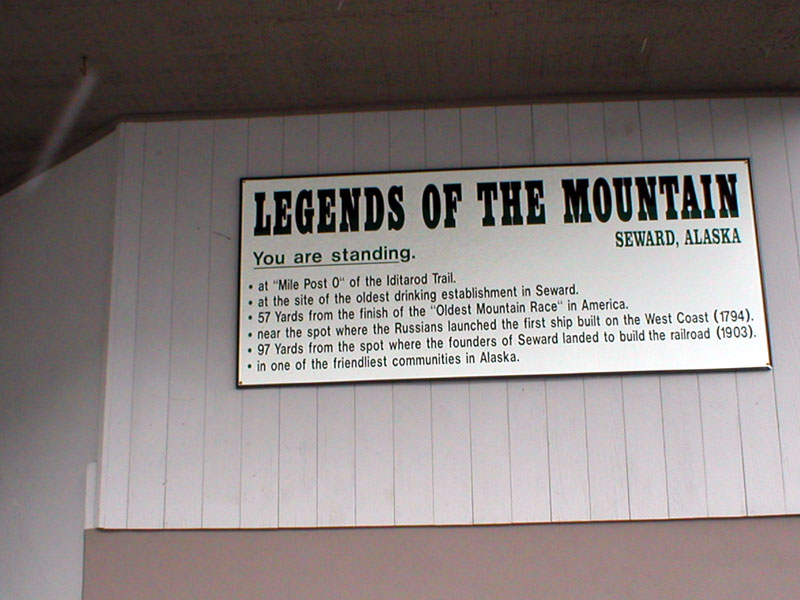 LEGENDS OF THE MOUNTAIN
SEWARD, ALASKA
You are standing.
• at "Mile Post 0" of the Iditarod Trail.
• at the site of the oldest drinking establishment in Seward.
• 57 Yards from the finish of the "Oldest Mountain Race" in America.
• near the spot where the Russians launched the first ship built on the West Coast (1794).
• 97 Yards from the spot where the founders of Seward landed to build the railroad (1903).
• in one of the friendliest communities in Alaska.